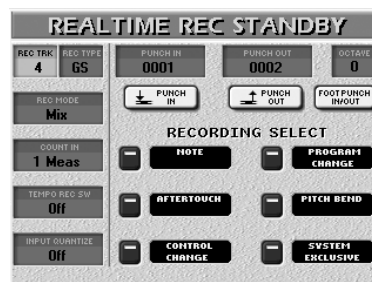 REALTIME REC STANDBY
REC TRK REC TYPE PUNCH IN PUNCH OUT OCTAVE
4 GS 0001 0002 0
REC MODE
Mix
PUNCH IN
PUNCH OUT
FOOT PUNCH IN/OUT
RECORDING SELECT
COUNT IN
1 Meas
NOTE
PROGRAM CHANGE
TEMPO REC SW
Off
AFTERTOUCH
PITCH BEND
INPUT QUANTIZE
Off
CONTROL CHANGE
SYSTEM EXCLUSIVE